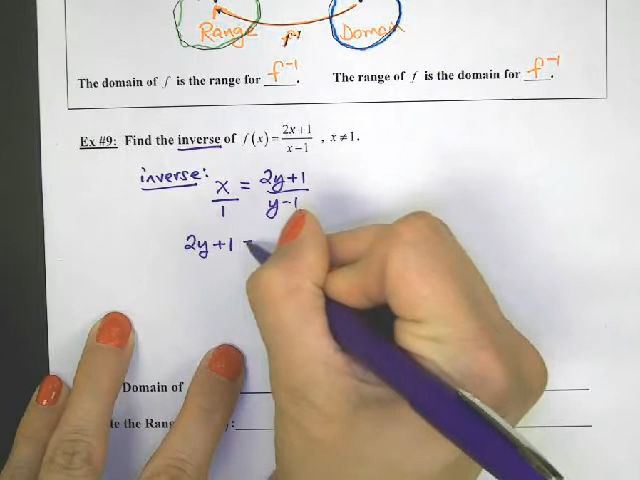 Range f⁻¹ Domain
The domain of f is the range for f⁻¹. The range of f is the domain for f⁻¹.
Ex #9: Find the inverse of f(x) = (2x+1)/(x−1), x ≠ 1.
inverse: x/1 = (2y+1)/(y−1)
2y+1 =
Domain of
the